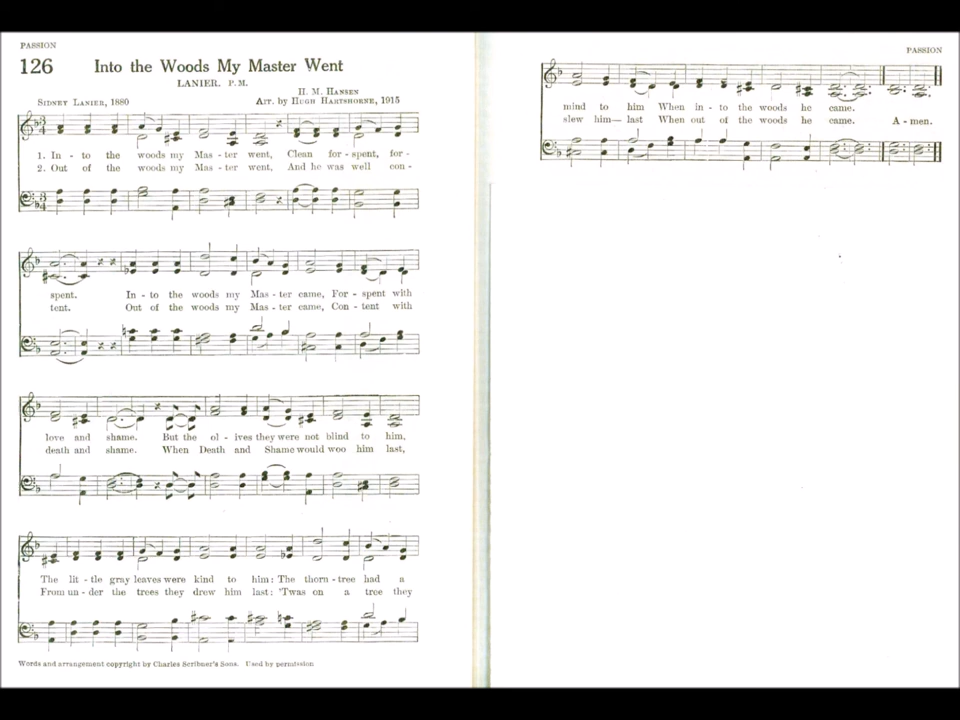 PASSION
126 Into the Woods My Master Went
LANIER. P.M.
H. M. HANSEN
SIDNEY LANIER, 1880 Arr. by HUGH HARTSHORNE, 1915
1. In - to the woods my Mas - ter went, Clean for - spent, for -
2. Out of the woods my Mas - ter went, And he was well con -
spent. In - to the woods my Mas - ter came, For - spent with
tent. Out of the woods my Mas - ter came, Con - tent with
love and shame. But the ol - ives they were not blind to him,
death and shame. When Death and Shame would woo him last,
The lit - tle gray leaves were kind to him: The thorn - tree had a
From un - der the trees they drew him last: 'Twas on a tree they
Words and arrangement copyright by Charles Scribner's Sons. Used by permission
PASSION
mind to him When in - to the woods he came.
slew him— last When out of the woods he came. A - men.